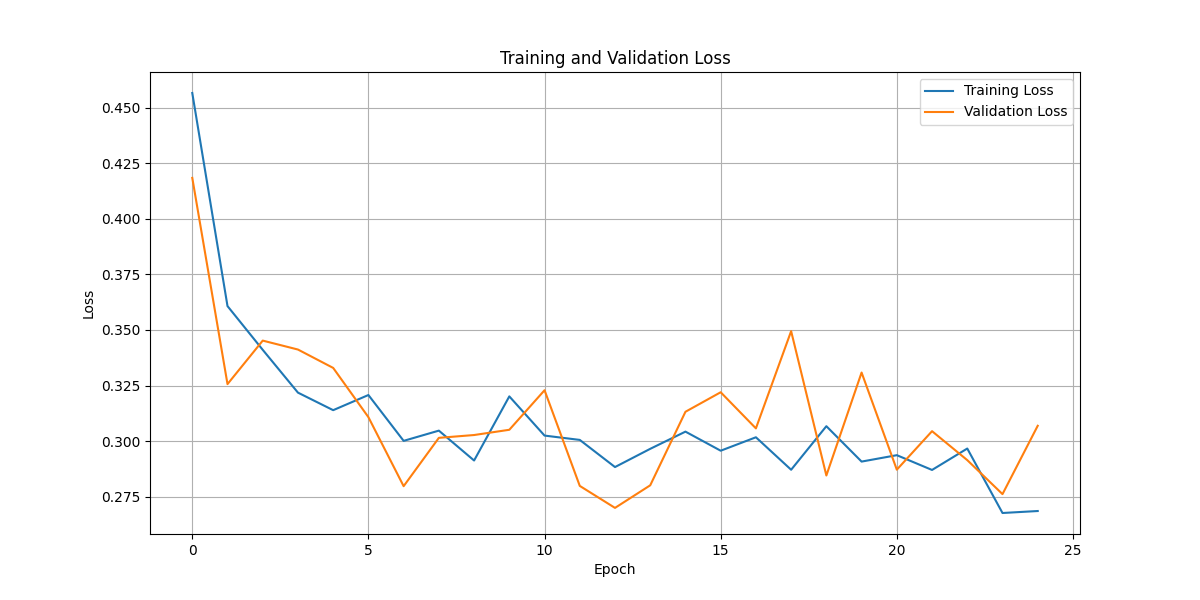 Training and Validation Loss
Training Loss
Validation Loss
0.450
0.425
0.400
0.375
0.350
0.325
0.300
0.275
Loss
0 5 10 15 20 25
Epoch